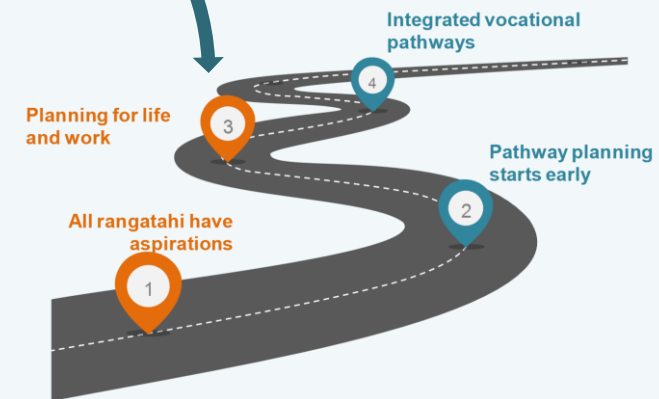 Integrated vocational
pathways
4
Planning for life
and work
3
Pathway planning
starts early
2
All rangatahi have
aspirations
1